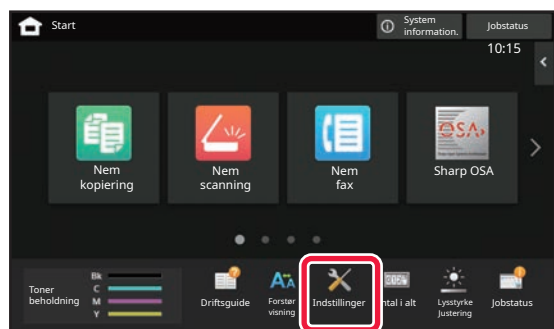 Start
System
information.
Jobstatus
10:15
Nem
kopiering
Nem
scanning
Nem
fax
OSA
Sharp OSA
Toner
beholdning
Bk
C
M
Y
Driftsguide
Forstør
visning
Indstillinger
ntal i alt
Lysstyrke
Justering
Jobstatus